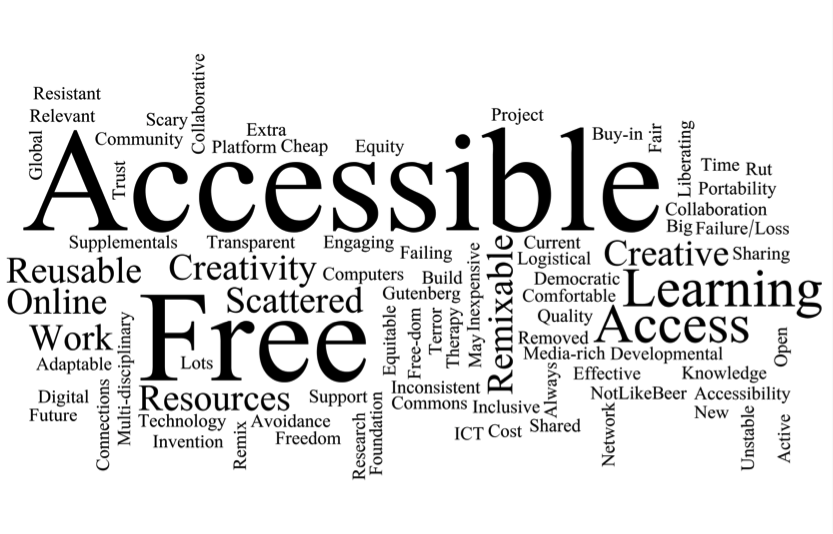 Resistant
Relevant
Global
Scary
Collaborative
Community
Extra
Platform
Cheap
Equity
Project
Buy-in
Fair
Liberating
Time
Rut
Trust
Accessible
Portability
Collaboration
Big
Failure/Loss
Supplementals
Transparent
Engaging
Failing
Current
Logistical
Creative
Sharing
Reusable
Creativity
Computers
Build
May
Inexpensive
Remixable
Democratic
Learning
Online
Scattered
Gutenberg
Comfortable
Free
Equitable
Free-dom
Terror
Therapy
Quality
Access
Work
Multi-disciplinary
Removed
Adaptable
Lots
Media-rich
Developmental
Open
Effective
Knowledge
Digital
Future
Connections
Resources
Support
Inconsistent
Commons
Inclusive
Always
NotLikeBeer
Accessibility
Technology
Remix
Avoidance
Research
Foundation
New
Invention
Freedom
ICT
Cost
Shared
Network
Unstable
Active